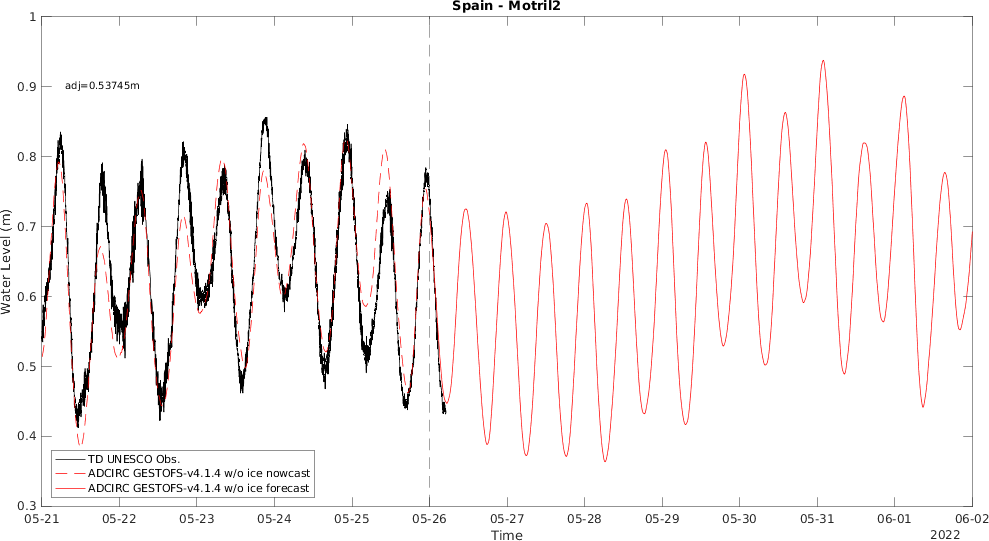 Spain - Motril2
1
0.9
0.8
0.7
0.6
0.5
0.4
0.3
Water Level (m)
adj=0.53745m
TD UNESCO Obs.
ADCIRC GESTOFS-v4.1.4 w/o ice nowcast
ADCIRC GESTOFS-v4.1.4 w/o ice forecast
05-21 05-22 05-23 05-24 05-25 05-26 05-27 05-28 05-29 05-30 05-31 06-01 06-02
Time
2022